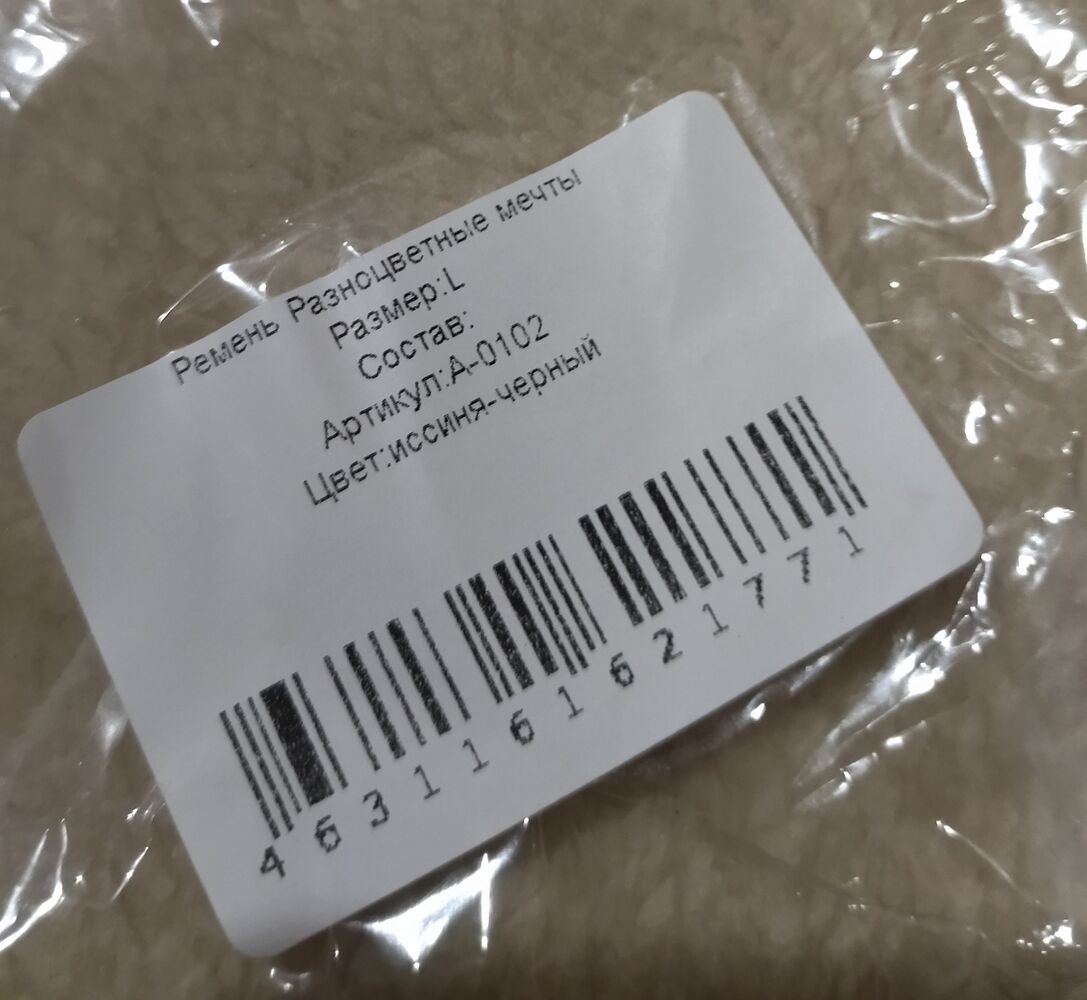 Ремень Разноцветные мечты
Размер:L
Состав:
Артикул:А-0102
Цвет:иссиня-черный
4631161621771